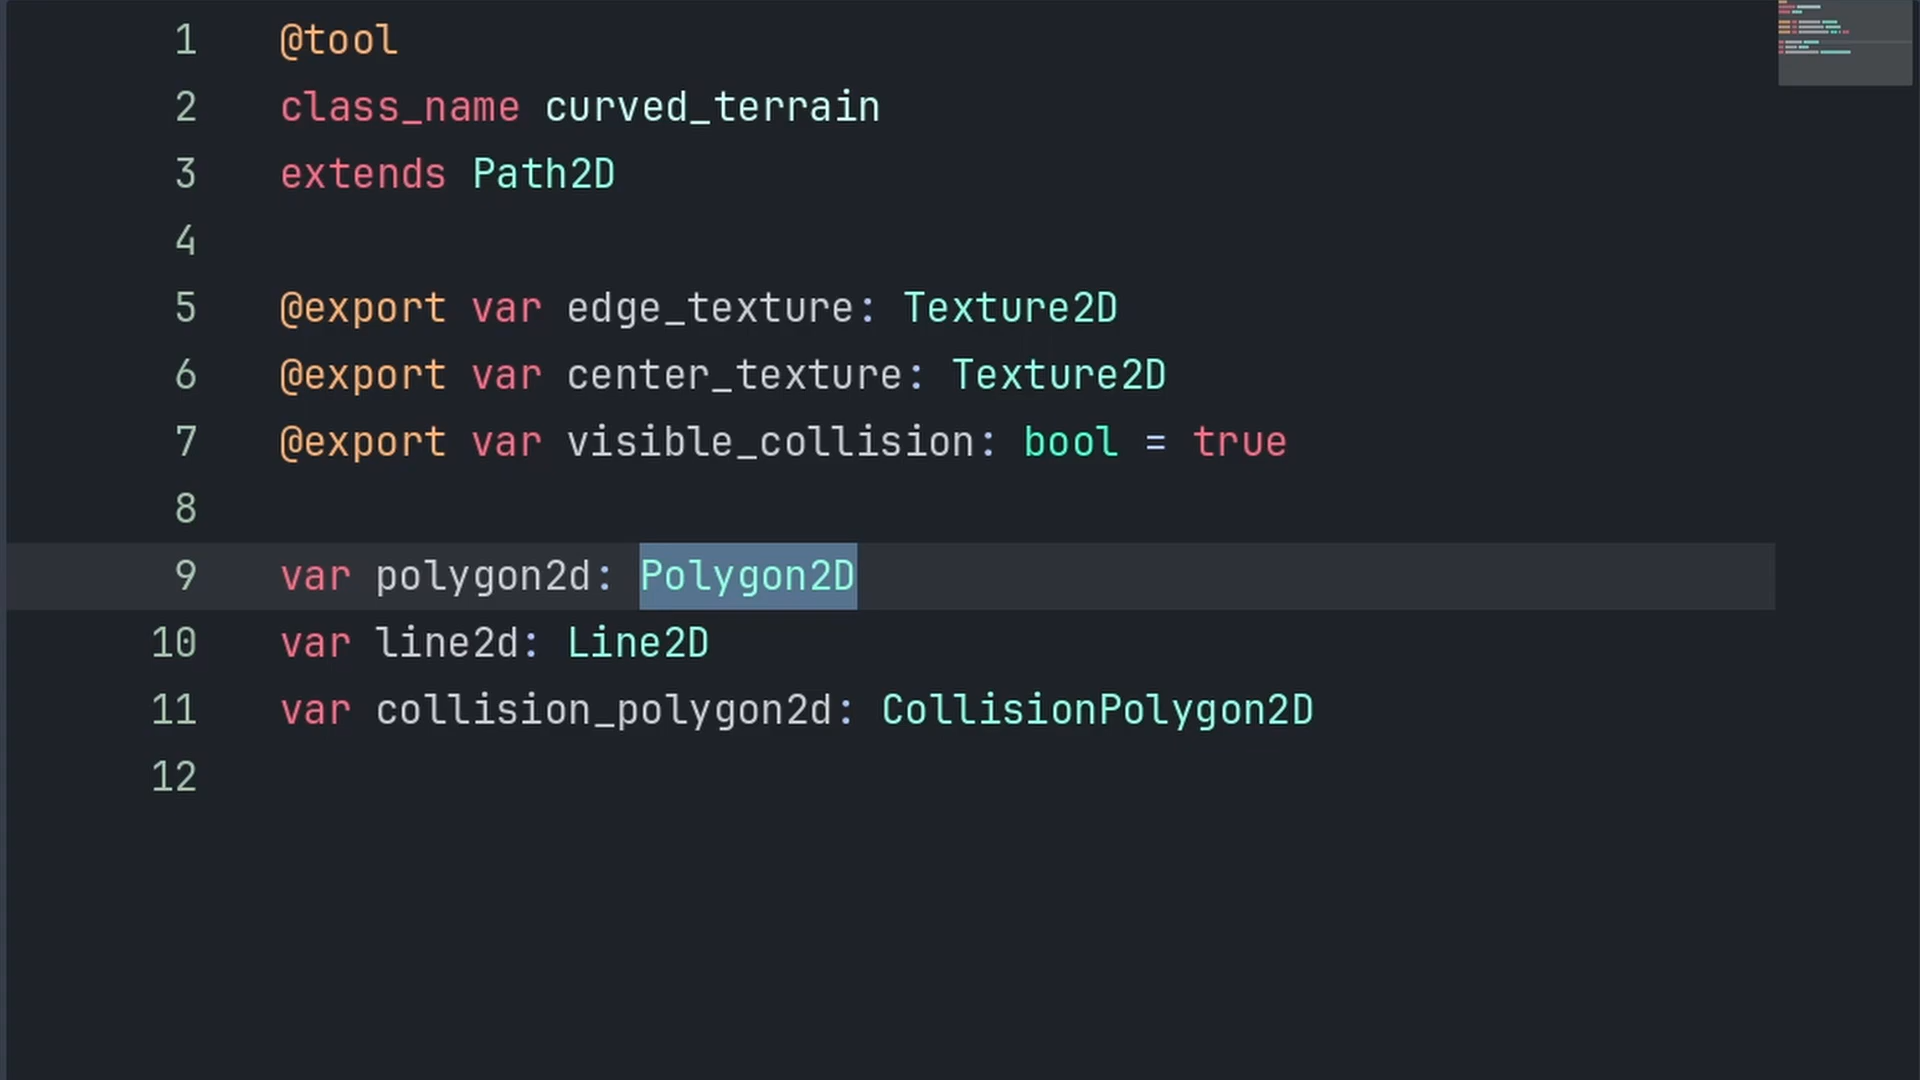 1 @tool
2 class_name curved_terrain
3 extends Path2D
4
5 @export var edge_texture: Texture2D
6 @export var center_texture: Texture2D
7 @export var visible_collision: bool = true
8
9 var polygon2d: Polygon2D
10 var line2d: Line2D
11 var collision_polygon2d: CollisionPolygon2D
12